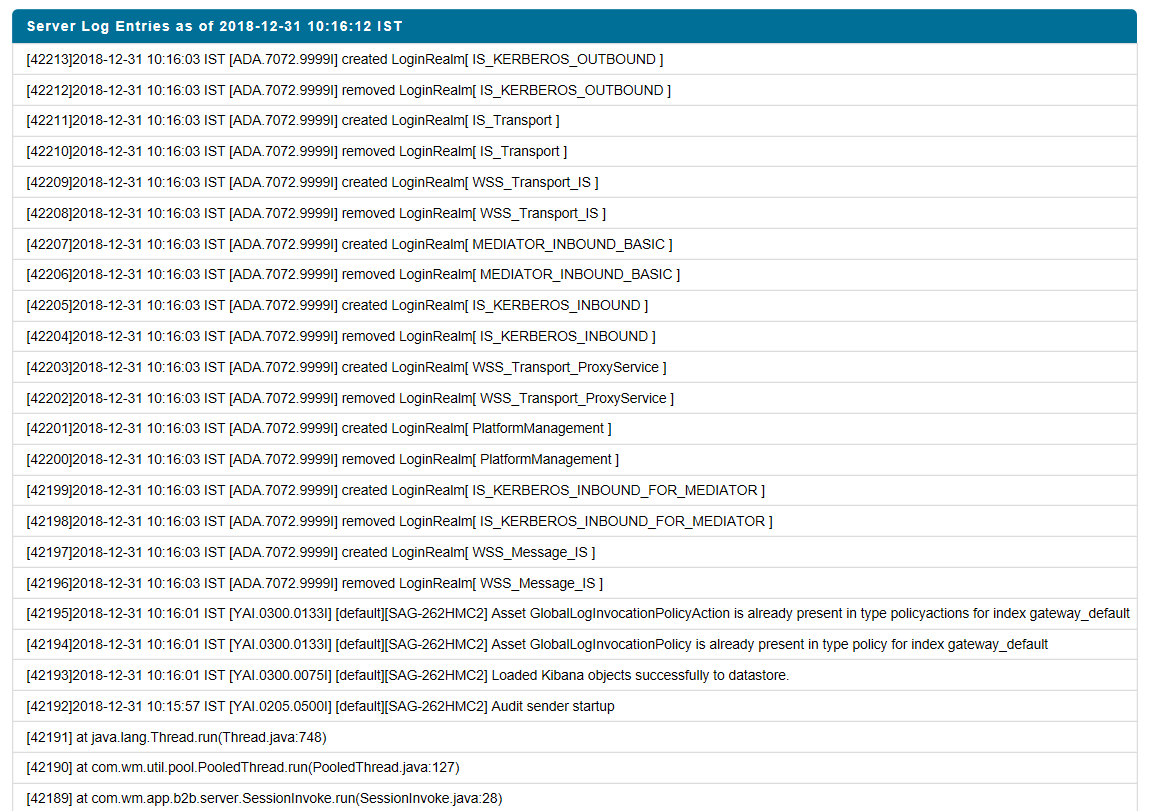 Server Log Entries as of 2018-12-31 10:16:12 IST
[42213]2018-12-31 10:16:03 IST [ADA.7072.9999I] created LoginRealm[ IS_KERBEROS_OUTBOUND ]
[42212]2018-12-31 10:16:03 IST [ADA.7072.9999I] removed LoginRealm[ IS_KERBEROS_OUTBOUND ]
[42211]2018-12-31 10:16:03 IST [ADA.7072.9999I] created LoginRealm[ IS_Transport ]
[42210]2018-12-31 10:16:03 IST [ADA.7072.9999I] removed LoginRealm[ IS_Transport ]
[42209]2018-12-31 10:16:03 IST [ADA.7072.9999I] created LoginRealm[ WSS_Transport_IS ]
[42208]2018-12-31 10:16:03 IST [ADA.7072.9999I] removed LoginRealm[ WSS_Transport_IS ]
[42207]2018-12-31 10:16:03 IST [ADA.7072.9999I] created LoginRealm[ MEDIATOR_INBOUND_BASIC ]
[42206]2018-12-31 10:16:03 IST [ADA.7072.9999I] removed LoginRealm[ MEDIATOR_INBOUND_BASIC ]
[42205]2018-12-31 10:16:03 IST [ADA.7072.9999I] created LoginRealm[ IS_KERBEROS_INBOUND ]
[42204]2018-12-31 10:16:03 IST [ADA.7072.9999I] removed LoginRealm[ IS_KERBEROS_INBOUND ]
[42203]2018-12-31 10:16:03 IST [ADA.7072.9999I] created LoginRealm[ WSS_Transport_ProxyService ]
[42202]2018-12-31 10:16:03 IST [ADA.7072.9999I] removed LoginRealm[ WSS_Transport_ProxyService ]
[42201]2018-12-31 10:16:03 IST [ADA.7072.9999I] created LoginRealm[ PlatformManagement ]
[42200]2018-12-31 10:16:03 IST [ADA.7072.9999I] removed LoginRealm[ PlatformManagement ]
[42199]2018-12-31 10:16:03 IST [ADA.7072.9999I] created LoginRealm[ IS_KERBEROS_INBOUND_FOR_MEDIATOR ]
[42198]2018-12-31 10:16:03 IST [ADA.7072.9999I] removed LoginRealm[ IS_KERBEROS_INBOUND_FOR_MEDIATOR ]
[42197]2018-12-31 10:16:03 IST [ADA.7072.9999I] created LoginRealm[ WSS_Message_IS ]
[42196]2018-12-31 10:16:03 IST [ADA.7072.9999I] removed LoginRealm[ WSS_Message_IS ]
[42195]2018-12-31 10:16:01 IST [YAI.0300.0133I] [default][SAG-262HMC2] Asset GlobalLogInvocationPolicyAction is already present in type policyactions for index gateway_default
[42194]2018-12-31 10:16:01 IST [YAI.0300.0133I] [default][SAG-262HMC2] Asset GlobalLogInvocationPolicy is already present in type policy for index gateway_default
[42193]2018-12-31 10:16:01 IST [YAI.0300.0075I] [default][SAG-262HMC2] Loaded Kibana objects successfully to datastore.
[42192]2018-12-31 10:15:57 IST [YAI.0205.0500I] [default][SAG-262HMC2] Audit sender startup
[42191] at java.lang.Thread.run(Thread.java:748)
[42190] at com.wm.util.pool.PooledThread.run(PooledThread.java:127)
[42189] at com.wm.app.b2b.server.SessionInvoke.run(SessionInvoke.java:28)